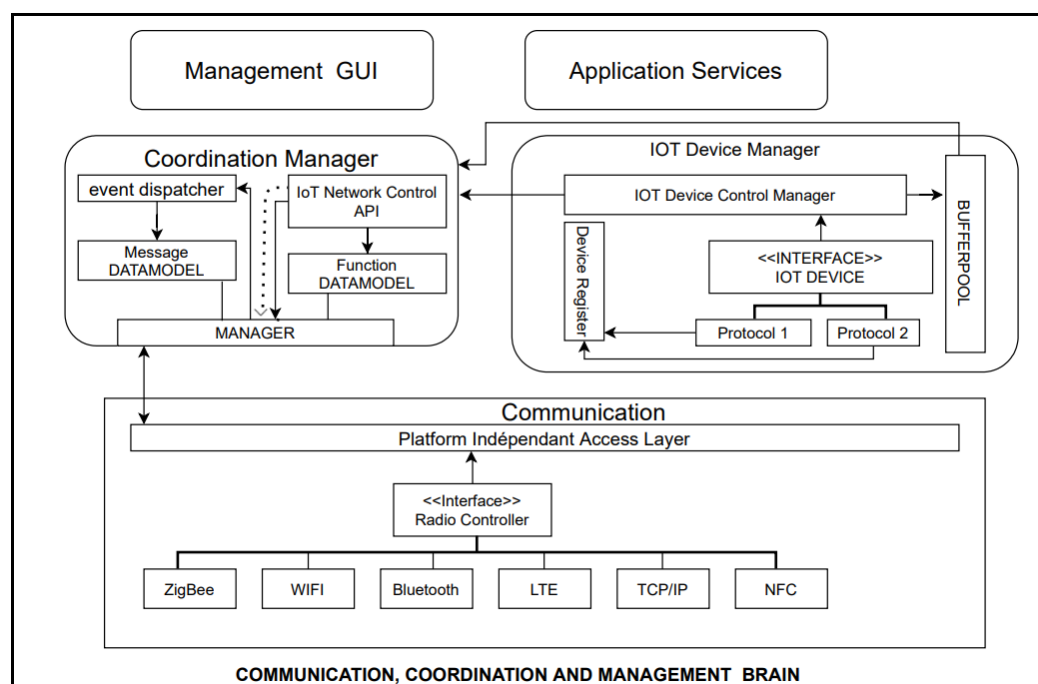 Management GUI
Application Services
Coordination Manager
event dispatcher
IoT Network Control
API
Message
DATAMODEL
Function
DATAMODEL
MANAGER
IOT Device Manager
IOT Device Control Manager
Device Register
<<INTERFACE>>
IOT DEVICE
Protocol 1
Protocol 2
BUFFERPOOL
Communication
Platform Indépendant Access Layer
<<Interface>>
Radio Controller
ZigBee
WIFI
Bluetooth
LTE
TCP/IP
NFC
COMMUNICATION, COORDINATION AND MANAGEMENT BRAIN